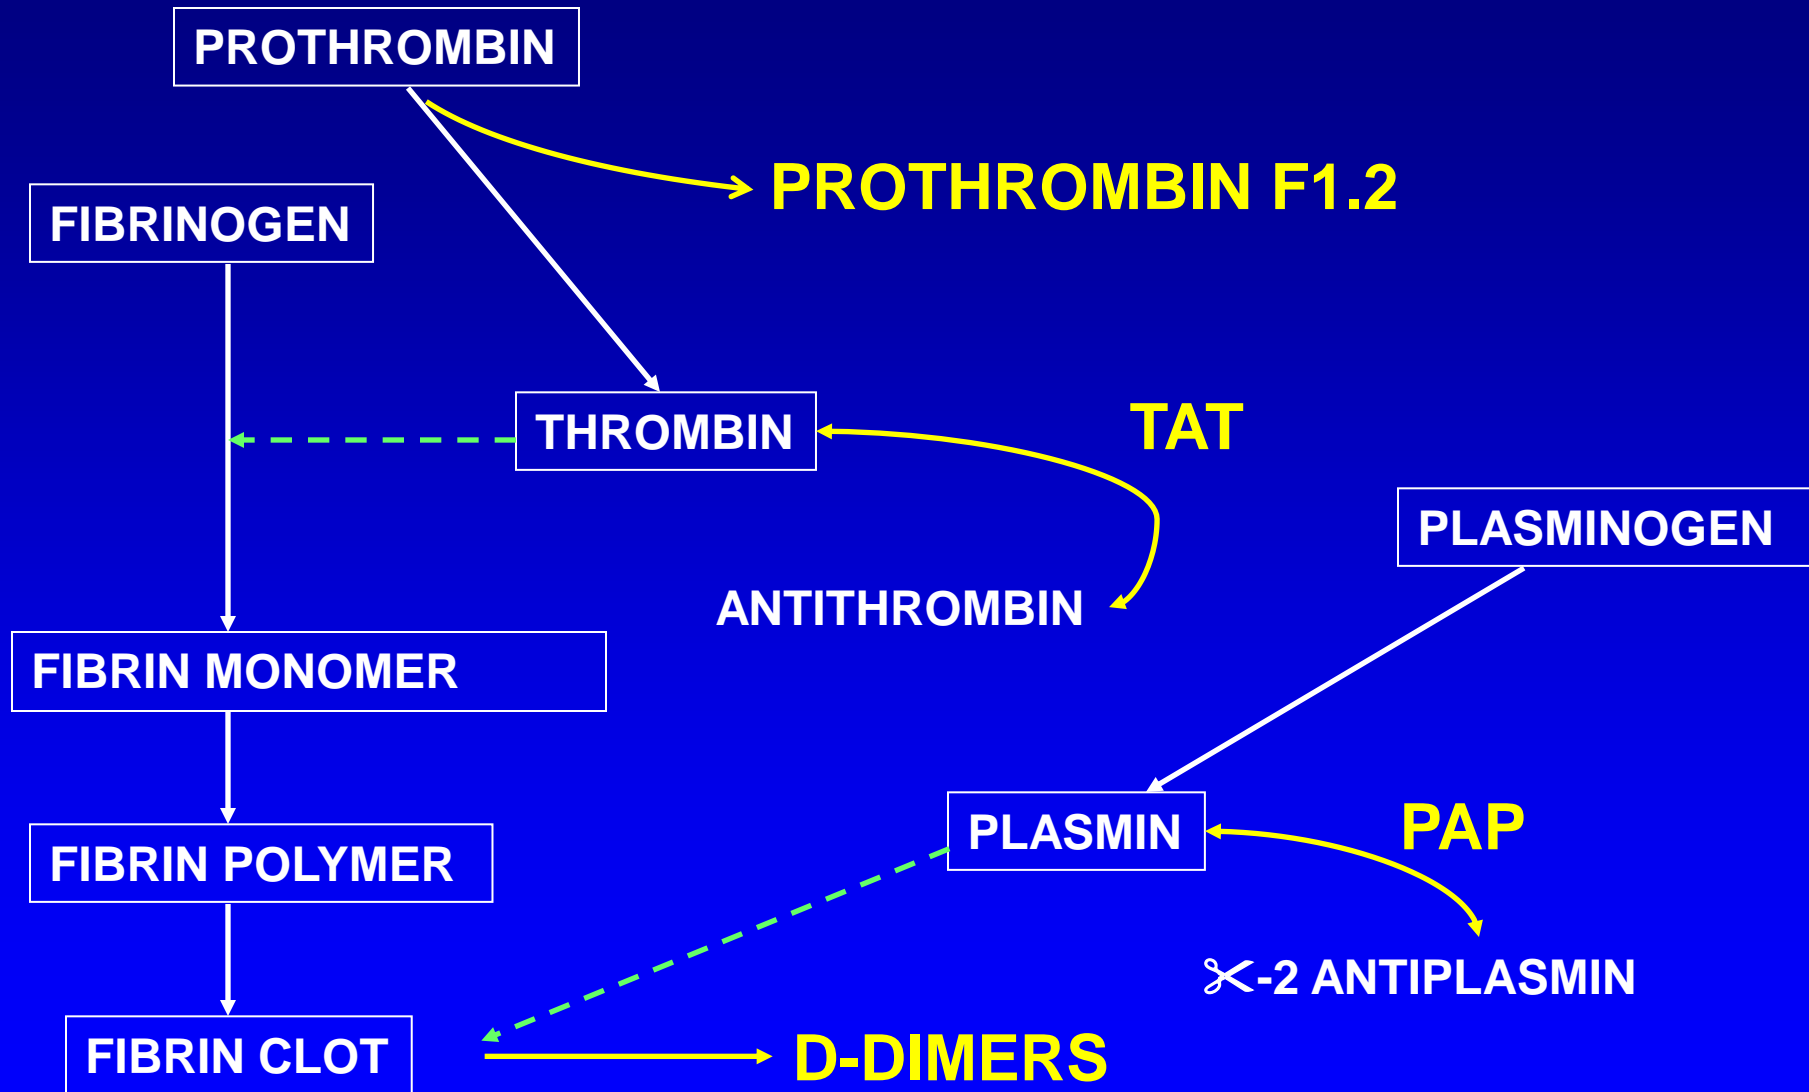 PROTHROMBIN
PROTHROMBIN F1.2
FIBRINOGEN
THROMBIN
TAT
PLASMINOGEN
ANTITHROMBIN
FIBRIN MONOMER
PLASMIN
PAP
FIBRIN POLYMER
✂-2 ANTIPLASMIN
FIBRIN CLOT
D-DIMERS